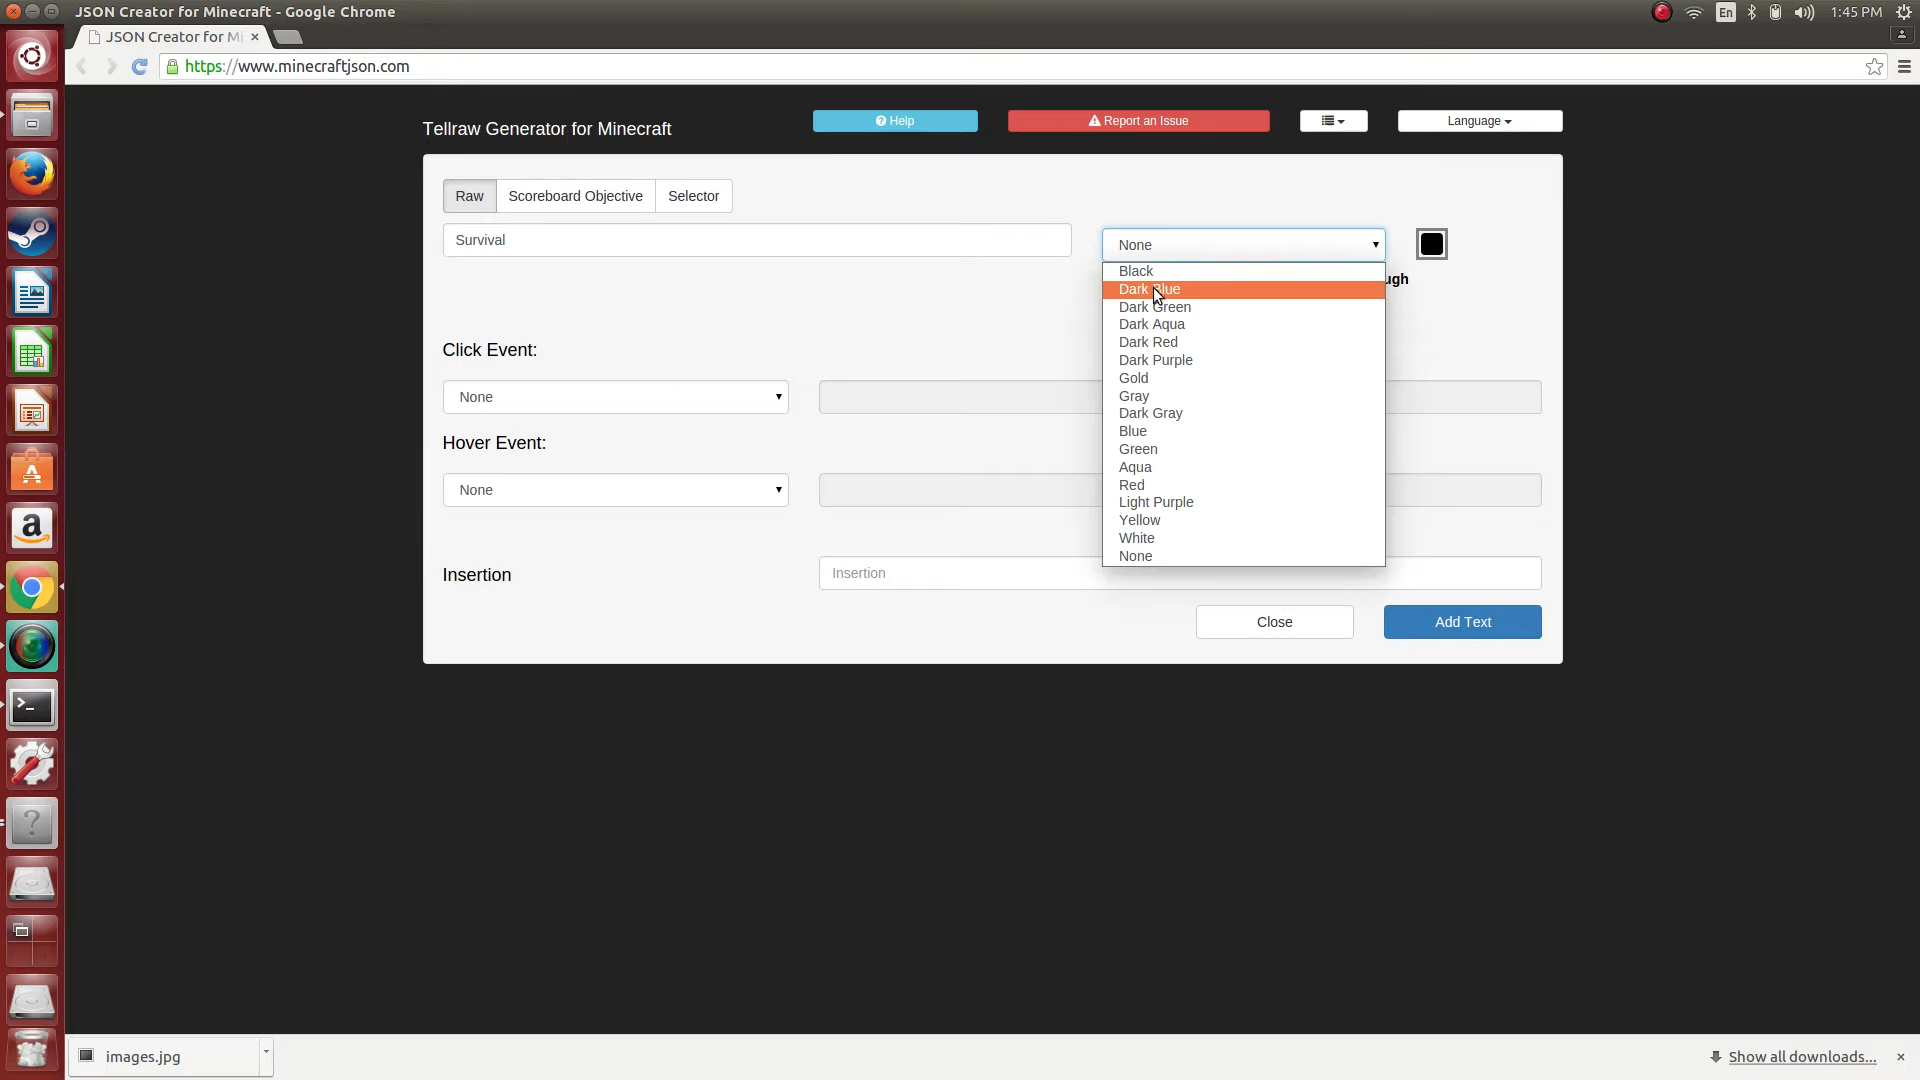 JSON Creator for Minecraft - Google Chrome
En
1:45 PM
JSON Creator for Mi
https://www.minecraftjson.com
Tellraw Generator for Minecraft
Help
Report an Issue
Language
Raw
Scoreboard Objective
Selector
Survival
None
Black
Dark Blue
Dark Green
Dark Aqua
Dark Red
Dark Purple
Gold
Gray
Dark Gray
Blue
Green
Aqua
Red
Light Purple
Yellow
White
None
ugh
Click Event:
None
Hover Event:
None
Insertion
Insertion
Close
Add Text
images.jpg
Show all downloads...